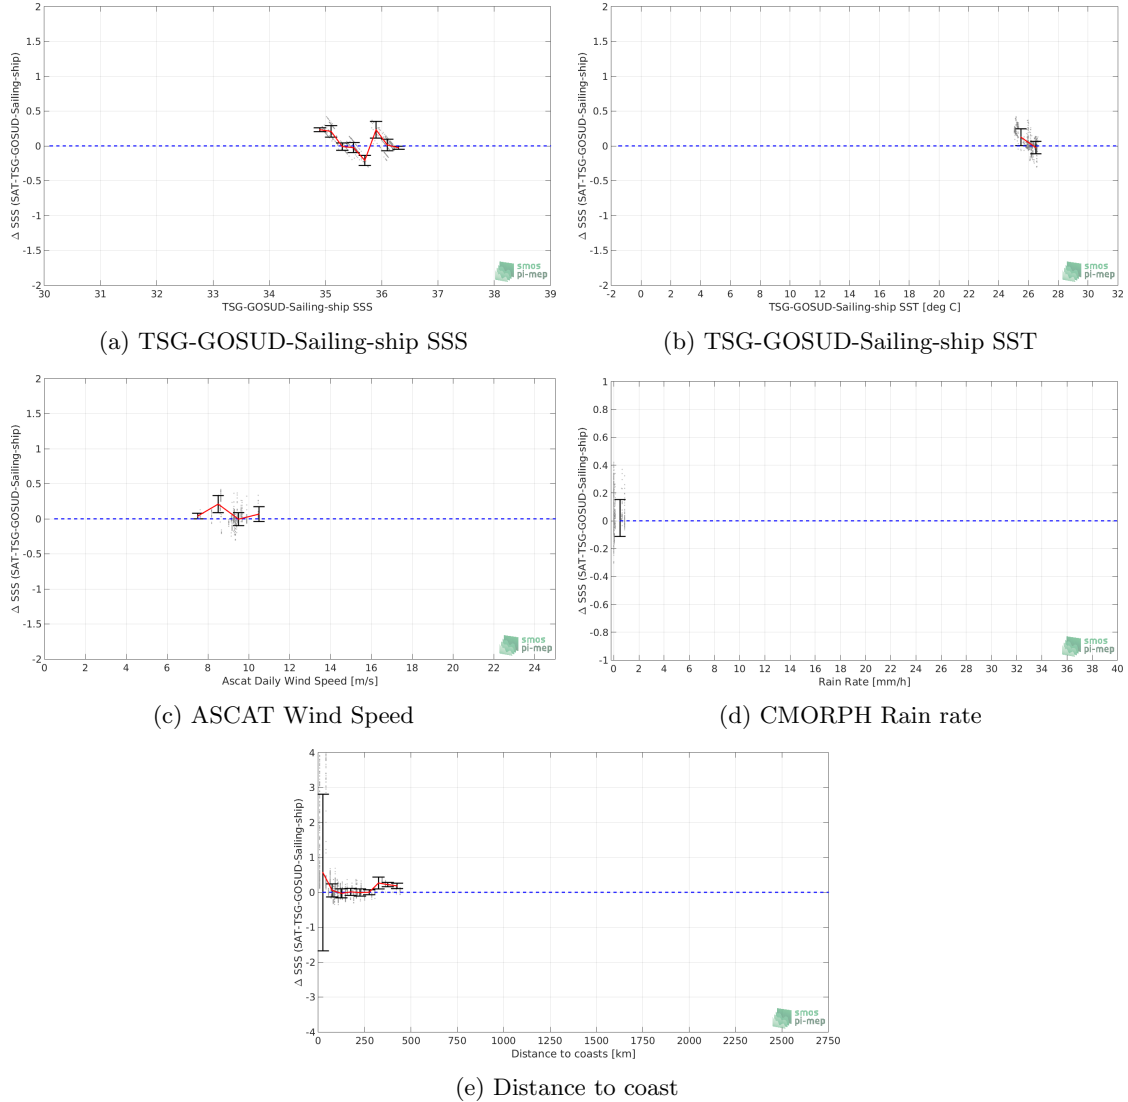 2
1.5
1
0.5
0
-0.5
-1
-1.5
-2
Δ SSS (SAT-TSG-GOSUD-Sailing-ship)
30 31 32 33 34 35 36 37 38 39
TSG-GOSUD-Sailing-ship SSS
smos
pi-mep
(a) TSG-GOSUD-Sailing-ship SSS
2
1.5
1
0.5
0
-0.5
-1
-1.5
-2
Δ SSS (SAT-TSG-GOSUD-Sailing-ship)
-2 0 2 4 6 8 10 12 14 16 18 20 22 24 26 28 30 32
TSG-GOSUD-Sailing-ship SST [deg C]
smos
pi-mep
(b) TSG-GOSUD-Sailing-ship SST
2
1.5
1
0.5
0
-0.5
-1
-1.5
-2
Δ SSS (SAT-TSG-GOSUD-Sailing-ship)
0 2 4 6 8 10 12 14 16 18 20 22 24
Ascat Daily Wind Speed [m/s]
smos
pi-mep
(c) ASCAT Wind Speed
1
0.8
0.6
0.4
0.2
0
-0.2
-0.4
-0.6
-0.8
-1
Δ SSS (SAT-TSG-GOSUD-Sailing-ship)
0 2 4 6 8 10 12 14 16 18 20 22 24 26 28 30 32 34 36 38 40
Rain Rate [mm/h]
smos
pi-mep
(d) CMORPH Rain rate
4
3
2
1
0
-1
-2
-3
-4
Δ SSS (SAT-TSG-GOSUD-Sailing-ship)
0 250 500 750 1000 1250 1500 1750 2000 2250 2500 2750
Distance to coasts [km]
smos
pi-mep
(e) Distance to coast